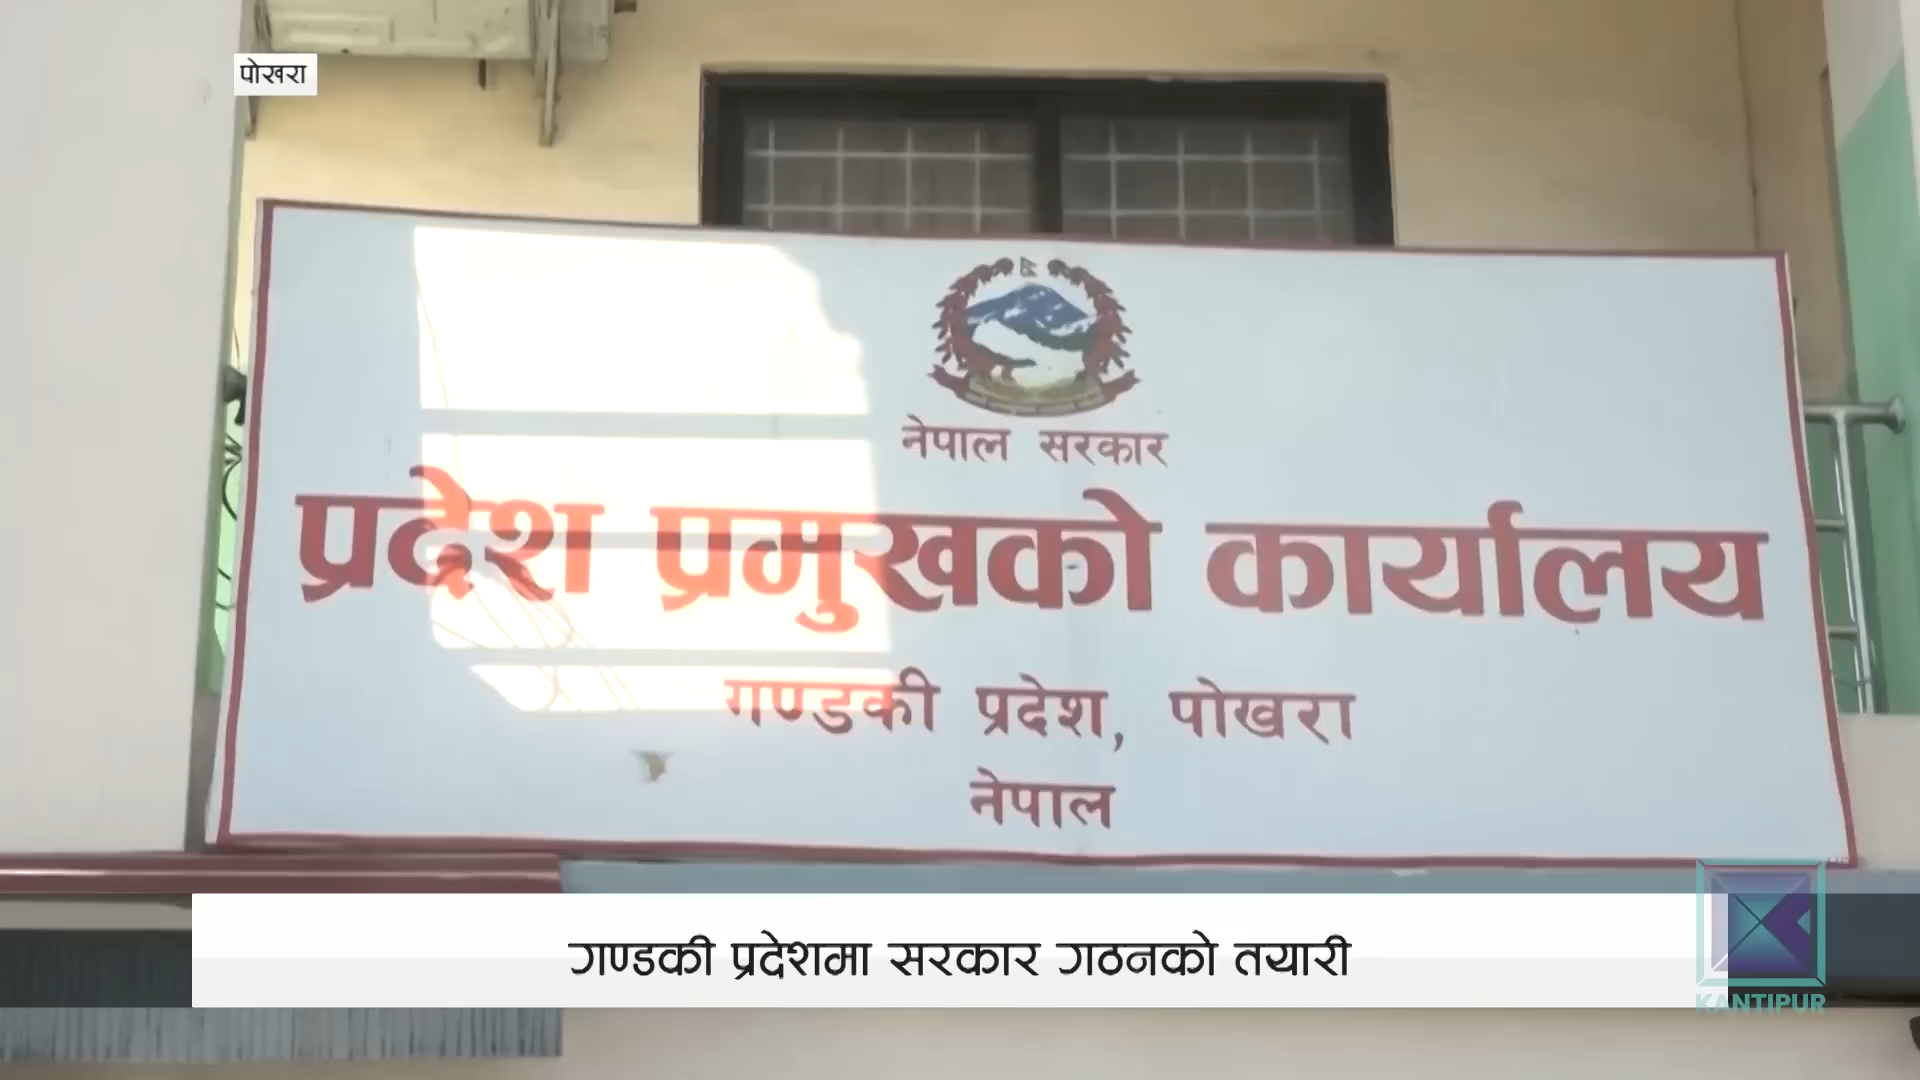 पोखरा
नेपाल सरकार
प्रदेश प्रमुखको कार्यालय
गण्डकी प्रदेश, पोखरा
नेपाल
गण्डकी प्रदेशमा सरकार गठनको तयारी
KANTIPUR